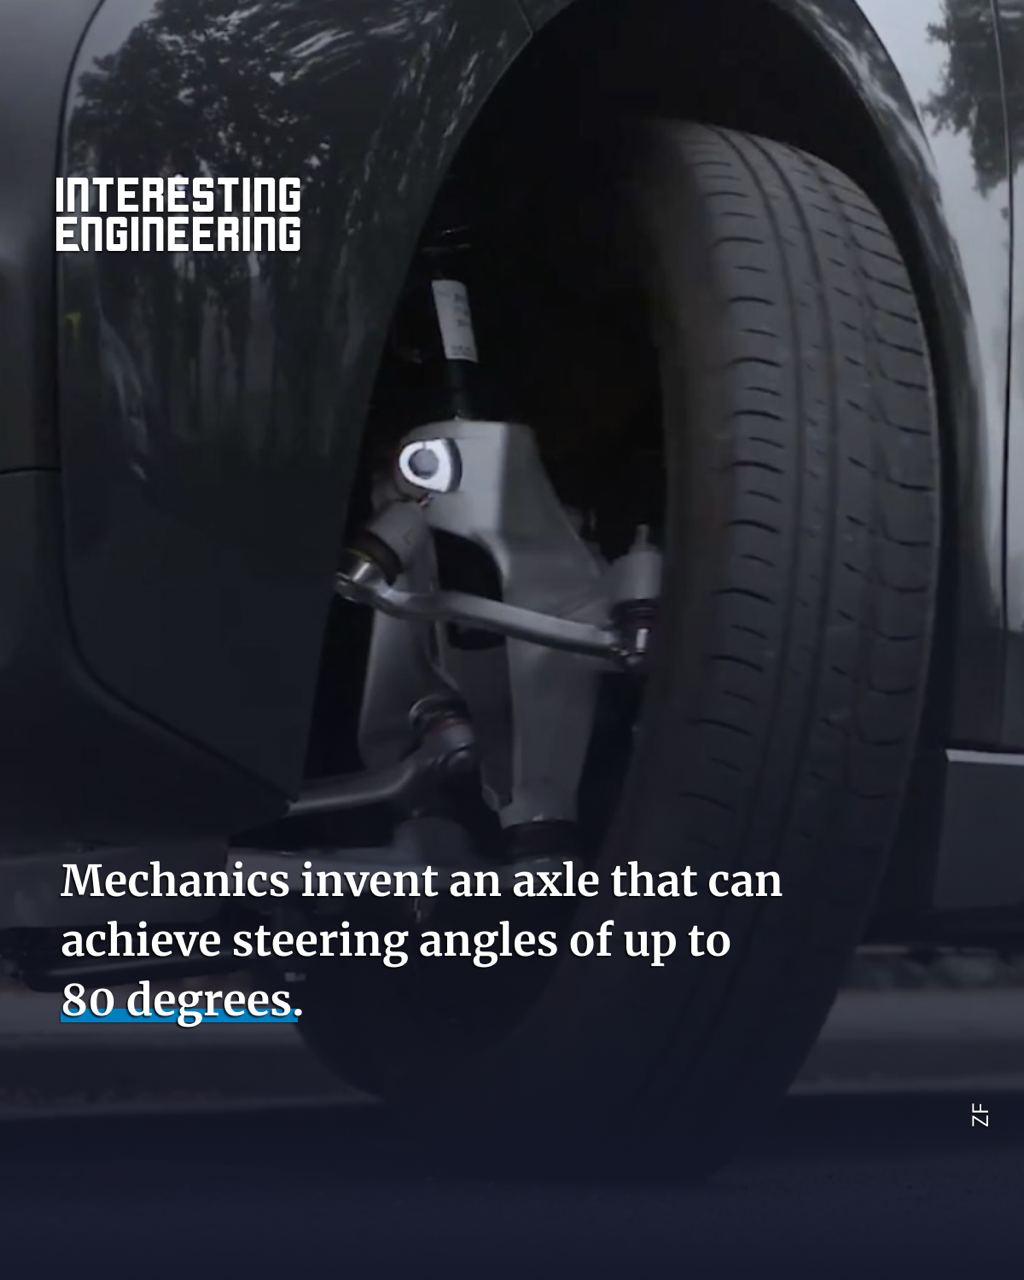 INTERESTING
ENGINEERING
Mechanics invent an axle that can
achieve steering angles of up to
80 degrees.
ZF